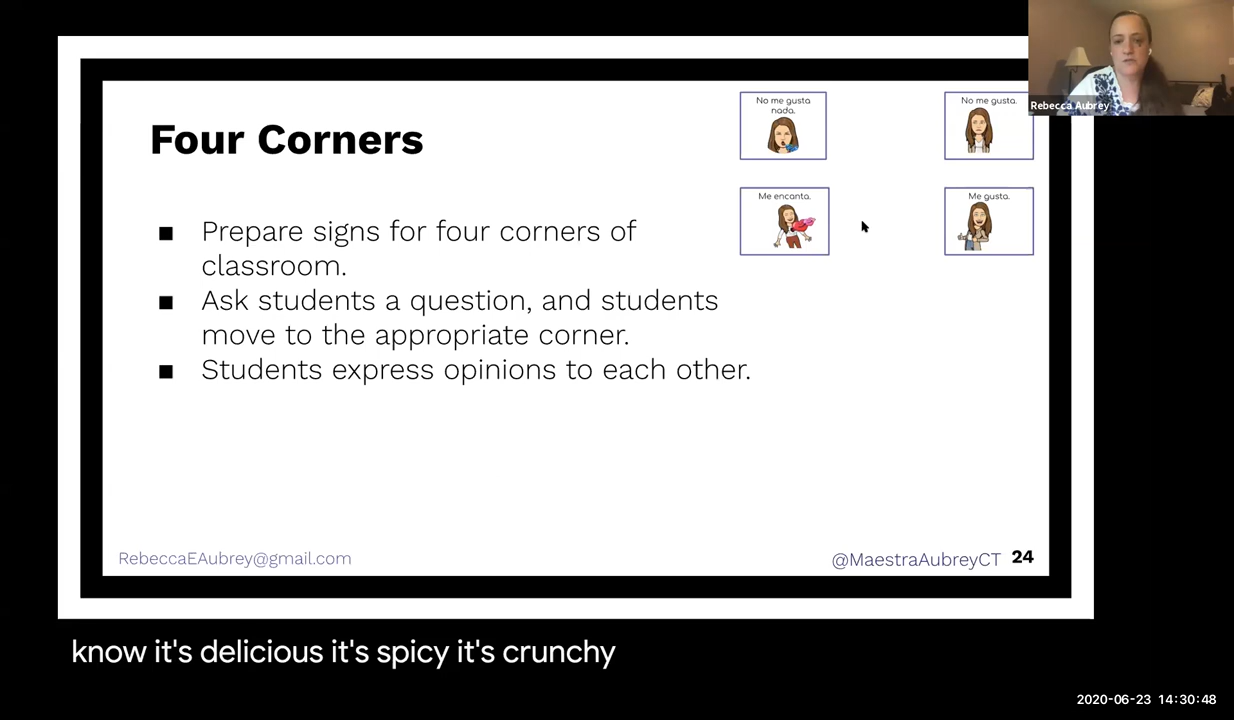 Four Corners
No me gusta
nada.
No me gusta.
Rebecca Aubrey
Me encanta.
Me gusta.
■ Prepare signs for four corners of
classroom.
■ Ask students a question, and students
move to the appropriate corner.
■ Students express opinions to each other.
RebeccaEAubrey@gmail.com
@MaestraAubreyCT 24
know it's delicious it's spicy it's crunchy
2020-06-23 14:30:48